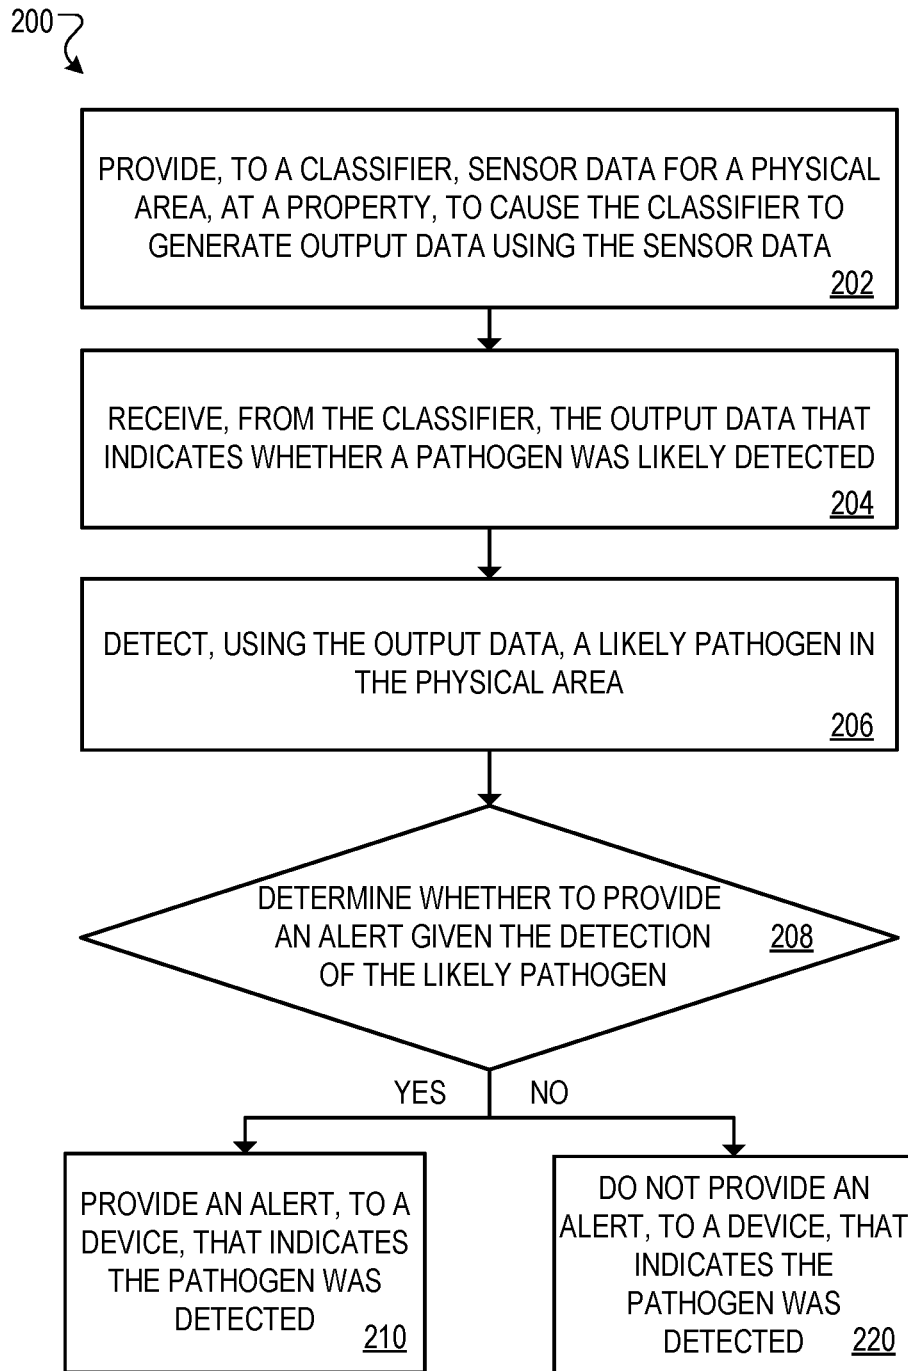 200
PROVIDE, TO A CLASSIFIER, SENSOR DATA FOR A PHYSICAL
AREA, AT A PROPERTY, TO CAUSE THE CLASSIFIER TO
GENERATE OUTPUT DATA USING THE SENSOR DATA
202
RECEIVE, FROM THE CLASSIFIER, THE OUTPUT DATA THAT
INDICATES WHETHER A PATHOGEN WAS LIKELY DETECTED
204
DETECT, USING THE OUTPUT DATA, A LIKELY PATHOGEN IN
THE PHYSICAL AREA
206
DETERMINE WHETHER TO PROVIDE
AN ALERT GIVEN THE DETECTION
208
OF THE LIKELY PATHOGEN
YES
NO
PROVIDE AN ALERT, TO A
DEVICE, THAT INDICATES
THE PATHOGEN WAS
DETECTED
210
DO NOT PROVIDE AN
ALERT, TO A DEVICE, THAT
INDICATES THE
PATHOGEN WAS
DETECTED
220